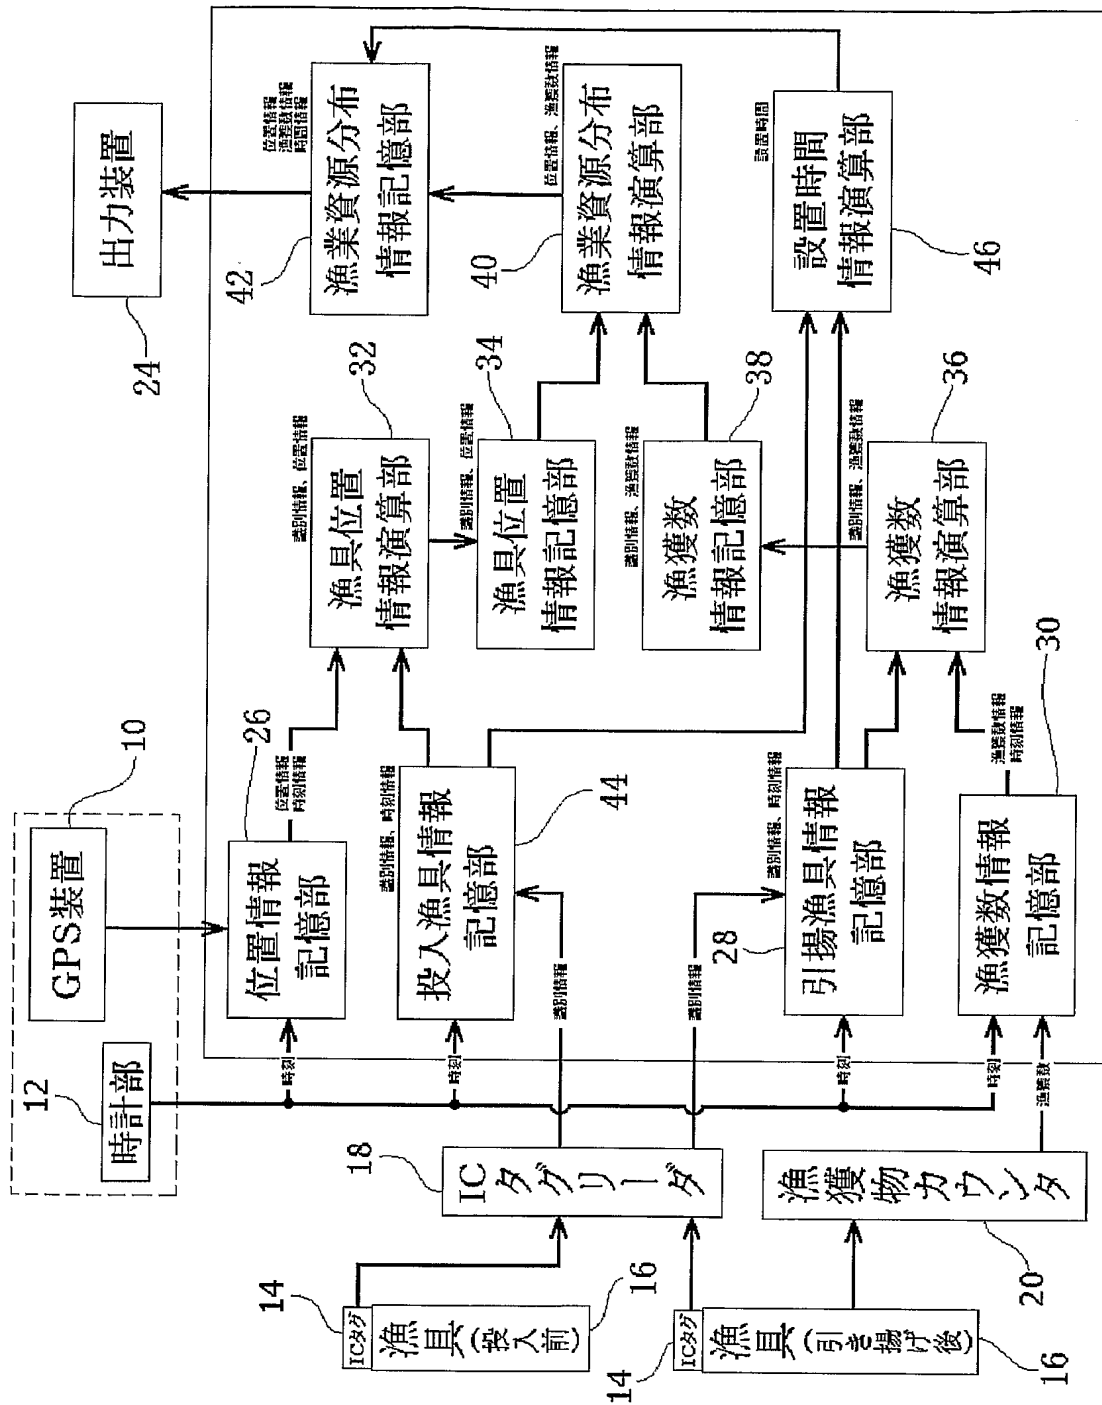 12
10
時計部
GPS装置
24
出力装置
14
ICタグ
漁具(投入前)
16
14
ICタグ
漁具(引き揚げ後)
16
18
IC
タグリーダ
漁獲物カウンタ
20
識別情報
識別情報
時刻
時刻
時刻
時刻
漁獲数
26
位置情報
記憶部
位置情報
時刻情報
投入漁具情報
記憶部
44
識別情報、時刻情報
28
引揚漁具情報
記憶部
識別情報、時刻情報
漁獲数情報
記憶部
30
漁獲数情報
時刻情報
32
漁具位置
情報演算部
識別情報、位置情報
34
漁具位置
情報記憶部
識別情報、位置情報
38
漁獲数
情報記憶部
識別情報、漁獲数情報
36
漁獲数
情報演算部
識別情報、漁獲数情報
42
漁業資源分布
情報記憶部
位置情報
漁獲数情報
時間情報
40
漁業資源分布
情報演算部
位置情報、漁獲数情報
46
設置時間
情報演算部
設置時間